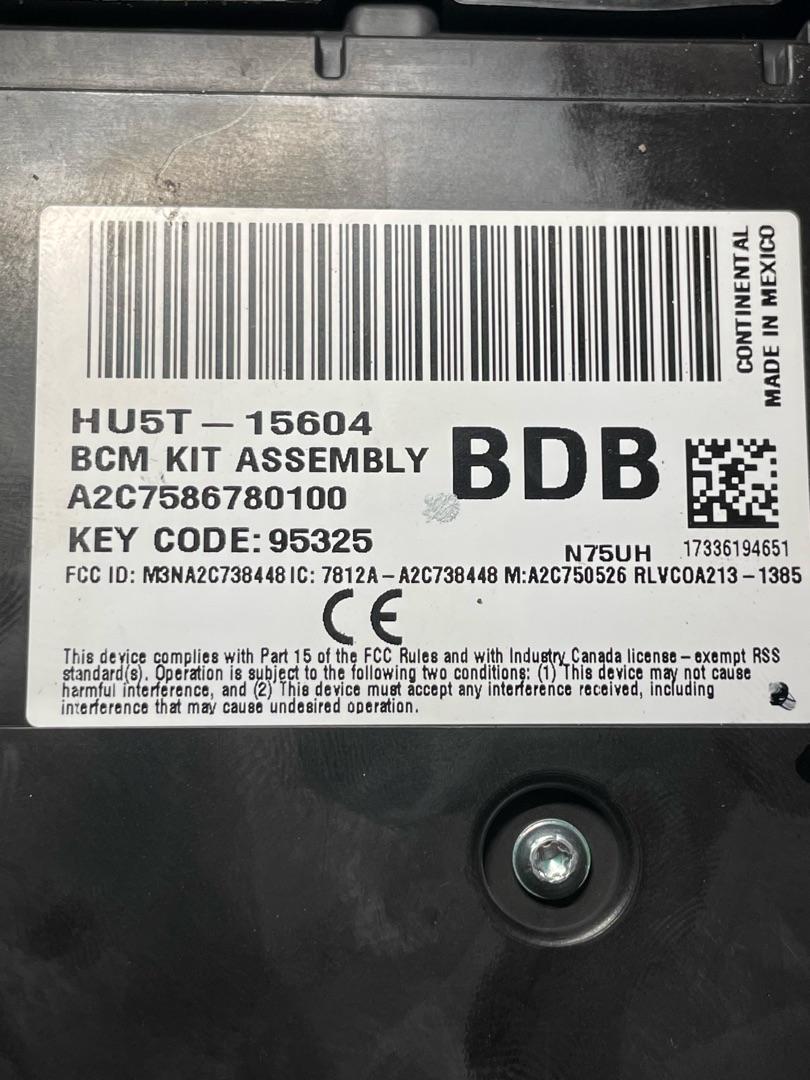 CONTINENTAL
MADE IN MEXICO
HU5T-15604
BCM KIT ASSEMBLY
BDB
A2C7586780100
KEY CODE: 95325
N75UH
17336194651
FCC ID: M3NA2C738448 IC: 7812A-A2C738448 M:A2C750526 RLVCOA213-1385
CE
This device complies with Part 15 of the FCC Rules and with Industry Canada license-exempt RSS
standard(s). Operation is subject to the following two conditions: (1) This device may not cause
harmful interference, and (2) This device must accept any interference received, including
interference that may cause undesired operation.